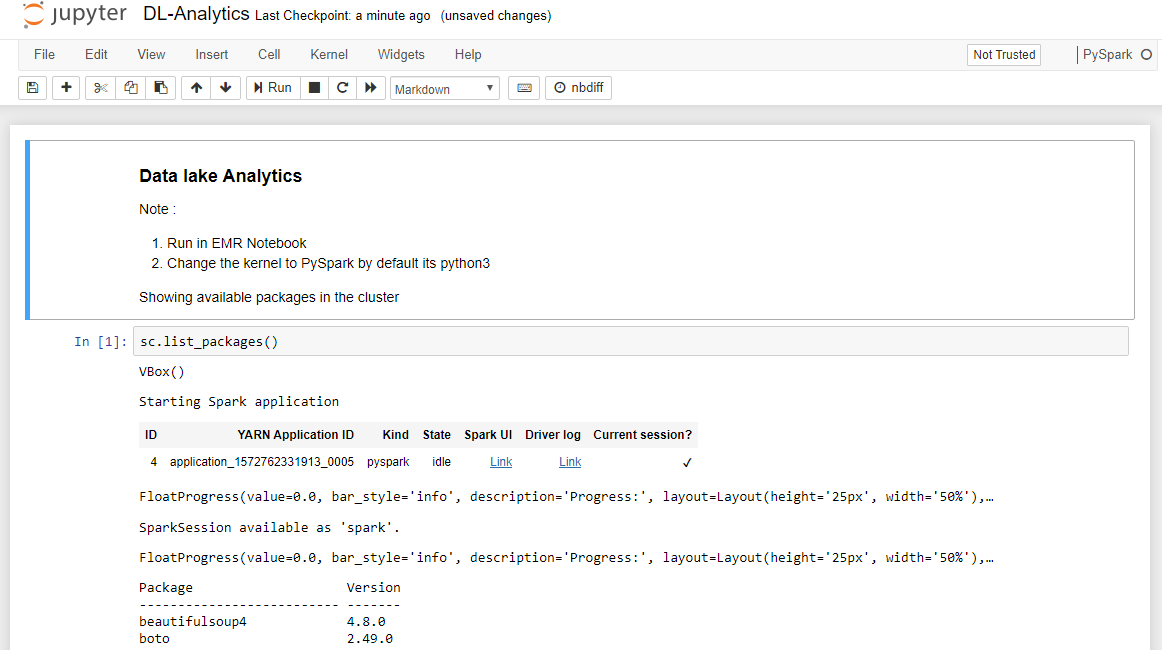 jupyter DL-Analytics Last Checkpoint: a minute ago (unsaved changes)
File Edit View Insert Cell Kernel Widgets Help Not Trusted PySpark
Run Markdown nbdiff
Data lake Analytics
Note :
1. Run in EMR Notebook
2. Change the kernel to PySpark by default its python3
Showing available packages in the cluster
In [1]: sc.list_packages()
VBox()
Starting Spark application
ID YARN Application ID Kind State Spark UI Driver log Current session?
4 application_1572762331913_0005 pyspark idle Link Link ✓
FloatProgress(value=0.0, bar_style='info', description='Progress:', layout=Layout(height='25px', width='50%'),…
SparkSession available as 'spark'.
FloatProgress(value=0.0, bar_style='info', description='Progress:', layout=Layout(height='25px', width='50%'),…
Package Version
-------------------------- -------
beautifulsoup4 4.8.0
boto 2.49.0